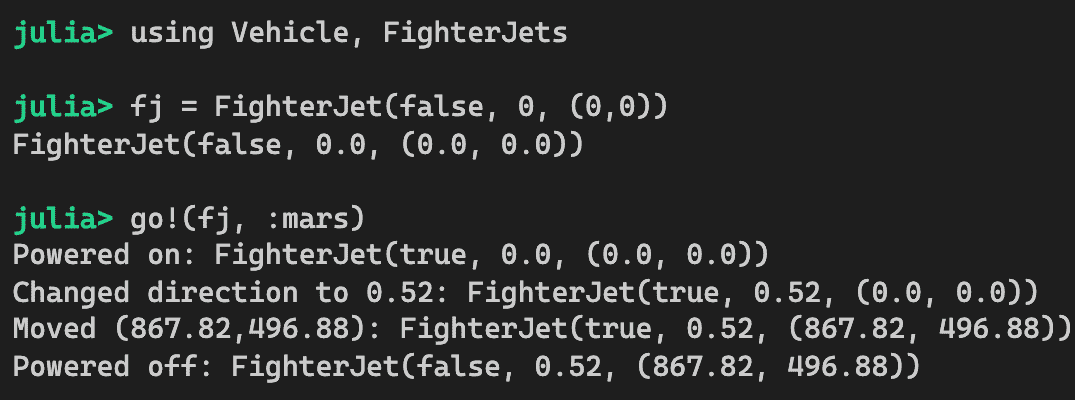 julia> using Vehicle, FighterJets
julia> fj = FighterJet(false, 0, (0,0))
FighterJet(false, 0.0, (0.0, 0.0))
julia> go!(fj, :mars)
Powered on: FighterJet(true, 0.0, (0.0, 0.0))
Changed direction to 0.52: FighterJet(true, 0.52, (0.0, 0.0))
Moved (867.82,496.88): FighterJet(true, 0.52, (867.82, 496.88))
Powered off: FighterJet(false, 0.52, (867.82, 496.88))